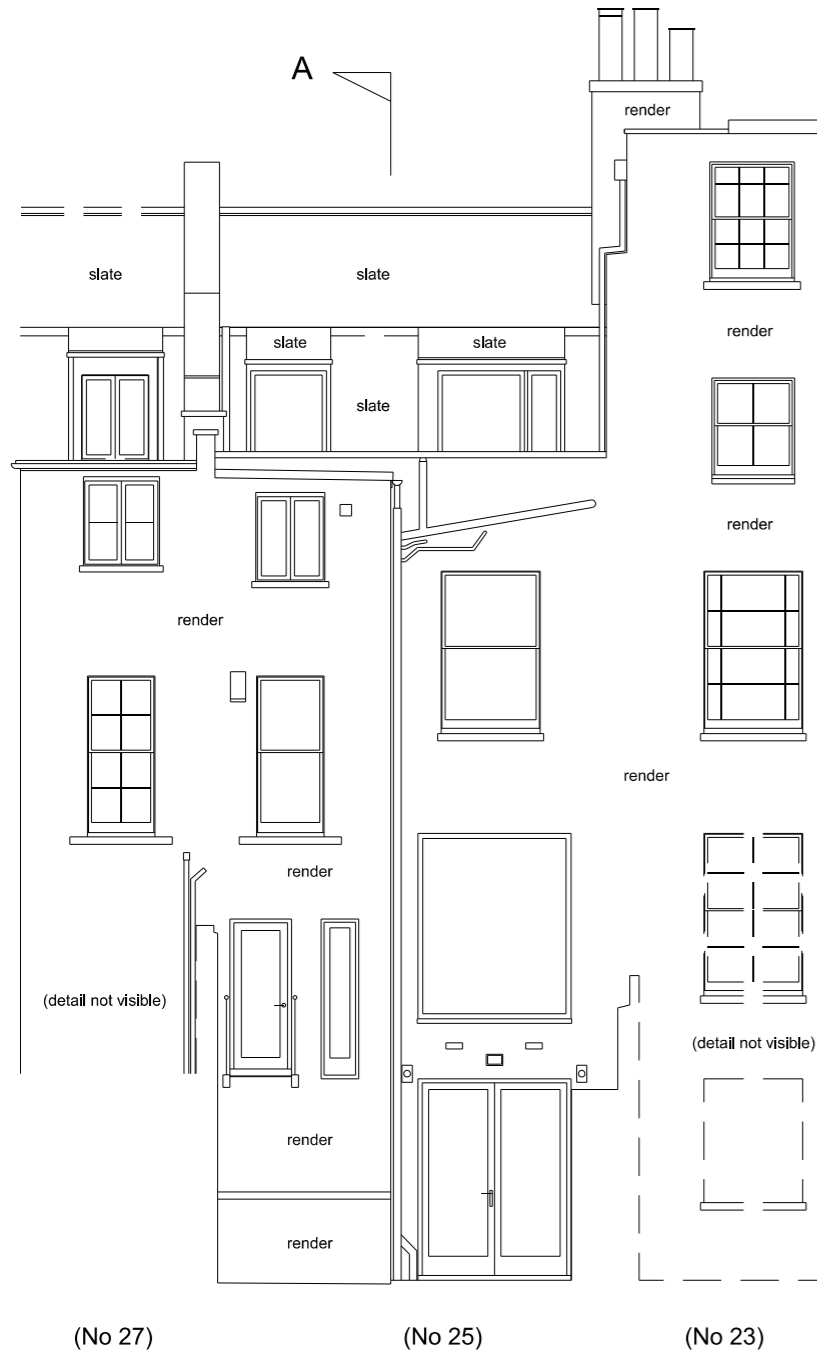 A
render
slate
slate
render
slate
slate
slate
render
render
render
render
(detail not visible)
(detail not visible)
render
render
(No 27)
(No 25)
(No 23)